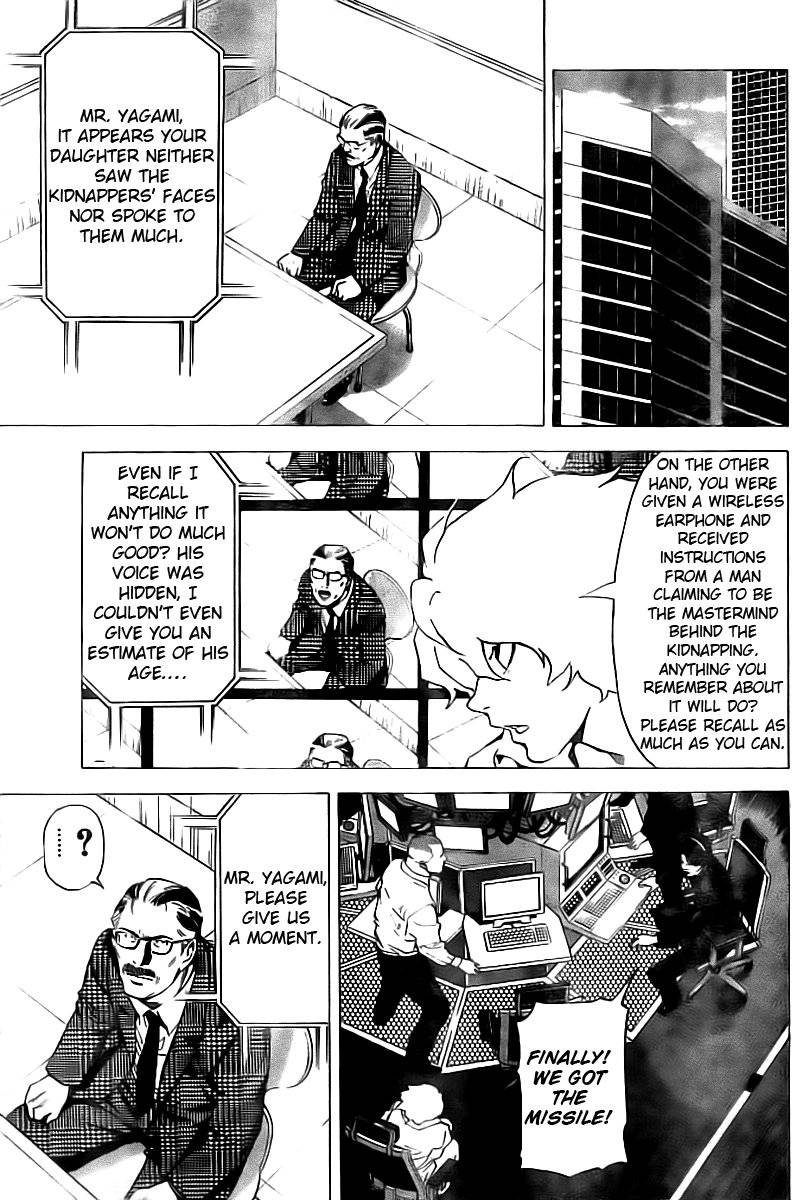 MR. YAGAMI,
IT APPEARS YOUR
DAUGHTER NEITHER
SAW THE
KIDNAPPERS' FACES
NOR SPOKE TO
THEM MUCH.
ON THE OTHER
HAND, YOU WERE
GIVEN A WIRELESS
EARPHONE AND
RECEIVED
INSTRUCTIONS
FROM A MAN
CLAIMING TO BE
THE MASTERMIND
BEHIND THE
KIDNAPPING.
ANYTHING YOU
REMEMBER ABOUT
IT WILL DO?
PLEASE RECALL AS
MUCH AS YOU CAN.
EVEN IF I
RECALL
ANYTHING IT
WON'T DO MUCH
GOOD? HIS
VOICE WAS
HIDDEN, I
COULDN'T EVEN
GIVE YOU AN
ESTIMATE OF HIS
AGE....
FINALLY!
WE GOT
THE
MISSILE!
MR. YAGAMI,
PLEASE
GIVE US
A MOMENT.
....?